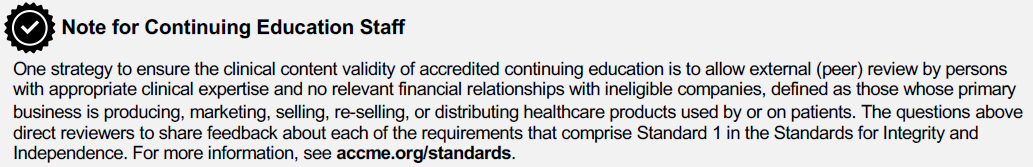 Note for Continuing Education Staff
One strategy to ensure the clinical content validity of accredited continuing education is to allow external (peer) review by persons
with appropriate clinical expertise and no relevant financial relationships with ineligible companies, defined as those whose primary
business is producing, marketing, selling, re-selling, or distributing healthcare products used by or on patients. The questions above
direct reviewers to share feedback about each of the requirements that comprise Standard 1 in the Standards for Integrity and
Independence. For more information, see accme.org/standards.